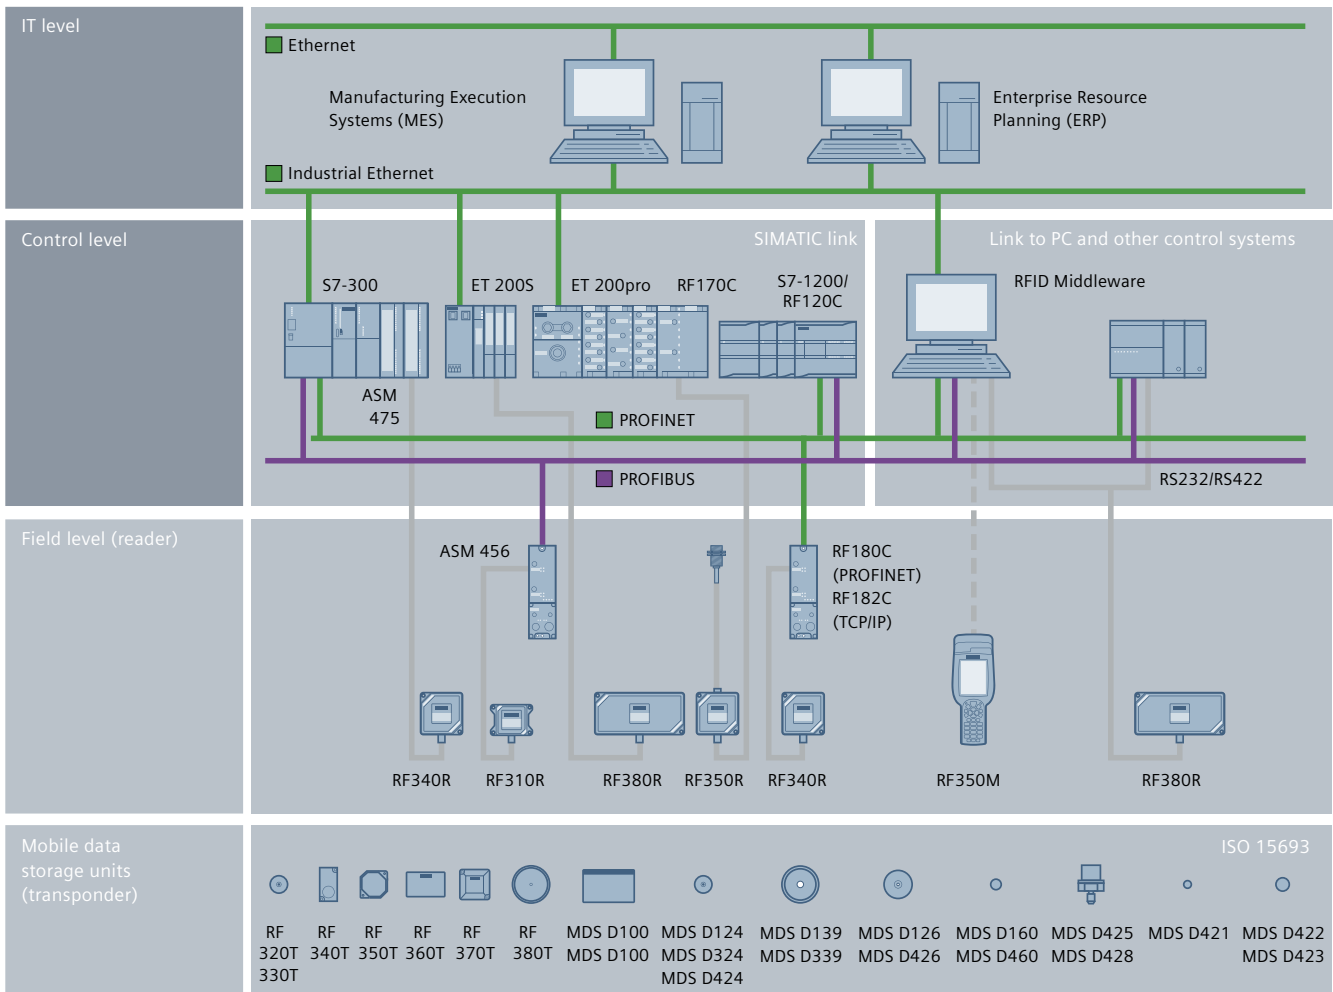 IT level
Ethernet
Manufacturing Execution
Systems (MES)
Enterprise Resource
Planning (ERP)
Industrial Ethernet
Control level
SIMATIC link
Link to PC and other control systems
S7-300
ET 200S
ET 200pro
RF170C
S7-1200/
RF120C
RFID Middleware
ASM
475
PROFINET
PROFIBUS
RS232/RS422
Field level (reader)
ASM 456
RF180C
(PROFINET)
RF182C
(TCP/IP)
RF340R
RF310R
RF380R
RF350R
RF340R
RF350M
RF380R
Mobile data
storage units
(transponder)
ISO 15693
RF
320T
330T
RF
340T
RF
350T
RF
360T
RF
370T
RF
380T
MDS D100
MDS D100
MDS D124
MDS D324
MDS D424
MDS D139
MDS D339
MDS D126
MDS D426
MDS D160
MDS D460
MDS D425
MDS D428
MDS D421
MDS D422
MDS D423